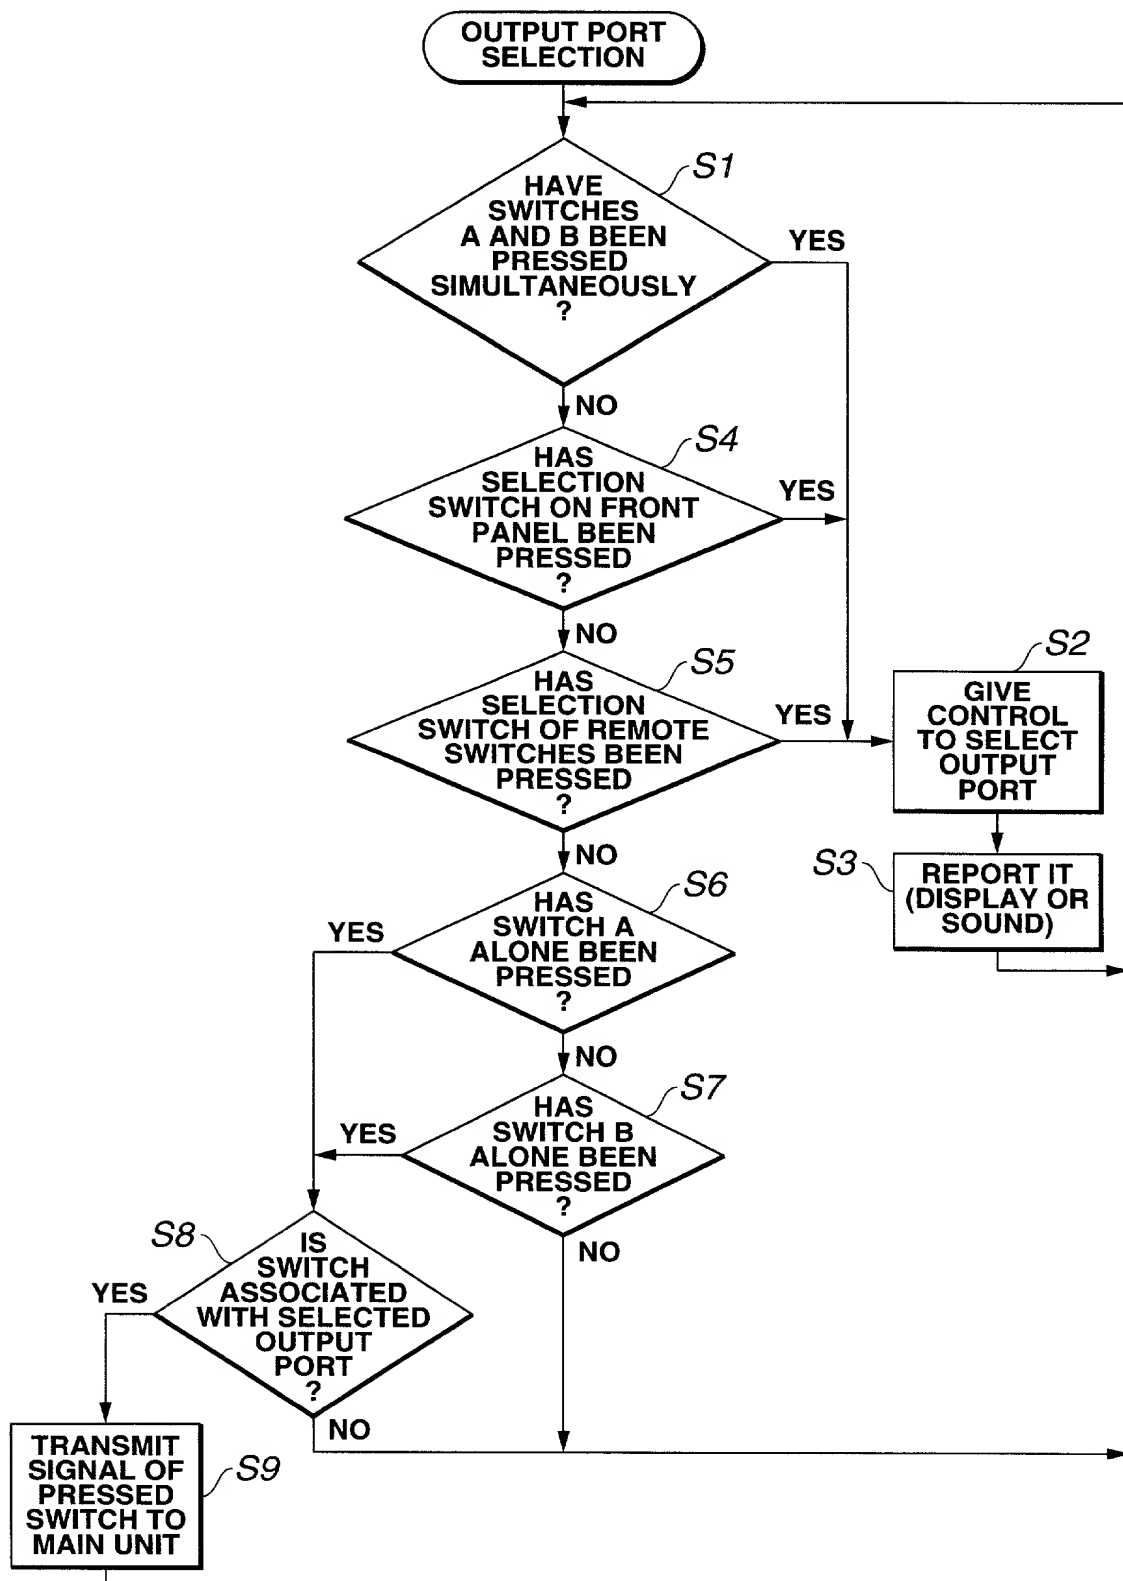 OUTPUT PORT
SELECTION
S1
HAVE
SWITCHES
A AND B BEEN
PRESSED
SIMULTANEOUSLY
?
YES
NO
S4
HAS
SELECTION
SWITCH ON FRONT
PANEL BEEN
PRESSED
?
YES
NO
S5
HAS
SELECTION
SWITCH OF REMOTE
SWITCHES BEEN
PRESSED
?
YES
NO
S2
GIVE
CONTROL
TO SELECT
OUTPUT
PORT
S3
REPORT IT
(DISPLAY OR
SOUND)
S6
HAS
SWITCH A
ALONE BEEN
PRESSED
?
YES
NO
S7
HAS
SWITCH B
ALONE BEEN
PRESSED
?
YES
NO
S8
IS
SWITCH
ASSOCIATED
WITH SELECTED
OUTPUT
PORT
?
YES
NO
S9
TRANSMIT
SIGNAL OF
PRESSED
SWITCH TO
MAIN UNIT